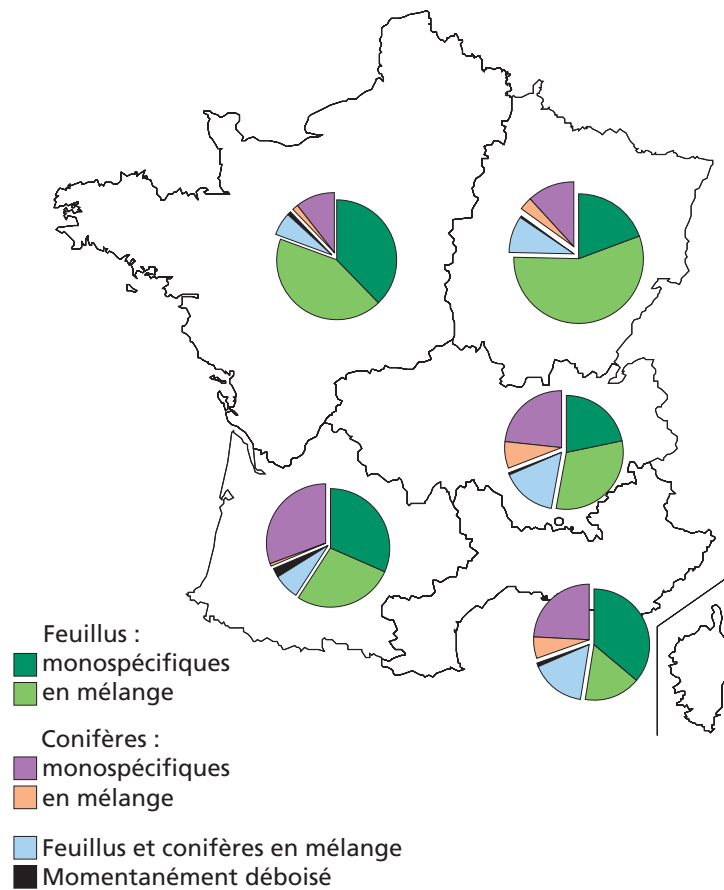 Feuillus :
monospécifiques
en mélange
Conifères :
monospécifiques
en mélange
Feuillus et conifères en mélange
Momentanément déboisé